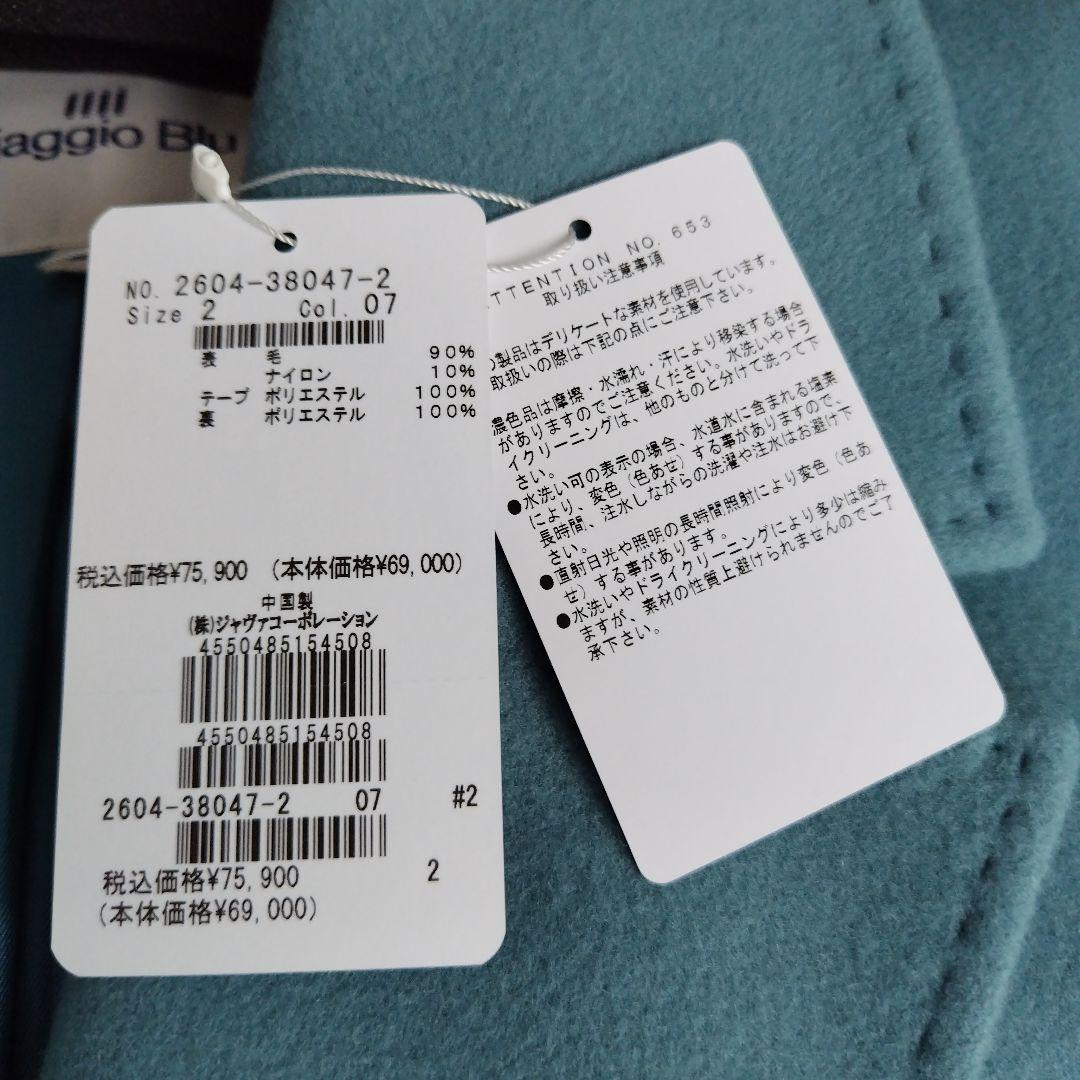 iaggio Blu
NO. 2604-38047-2
Size 2 Col. 07
表 毛 90%
ナイロン 10%
テープ ポリエステル 100%
裏 ポリエステル 100%
税込価格¥75,900 (本体価格¥69,000)
中国製
(株)ジャヴァコーポレーション
4550485154508
4550485154508
2604-38047-2 07 #2
税込価格¥75,900 2
(本体価格¥69,000)
TTENTION NO. 653
取り扱い注意事項
の製品はデリケートな素材を使用しています。
取扱いの際は下記の点にご注意下さい。
濃色品は摩擦・水濡れ・汗により移染する場合
がありますのでご注意ください。水洗いやドラ
イクリーニングは、他のものと分けて洗って下
さい。
●水洗い可の表示の場合、水道水に含まれる塩素
により、変色(色あせ)する事がありますので、
長時間、注水しながらの洗濯や注水はお避け下
さい。
●直射日光や照明の長時間照射により変色(色あ
せ)する事があります。
●水洗いやドライクリーニングにより多少は縮み
ますが、素材の性質上避けられませんのでご了
承下さい。